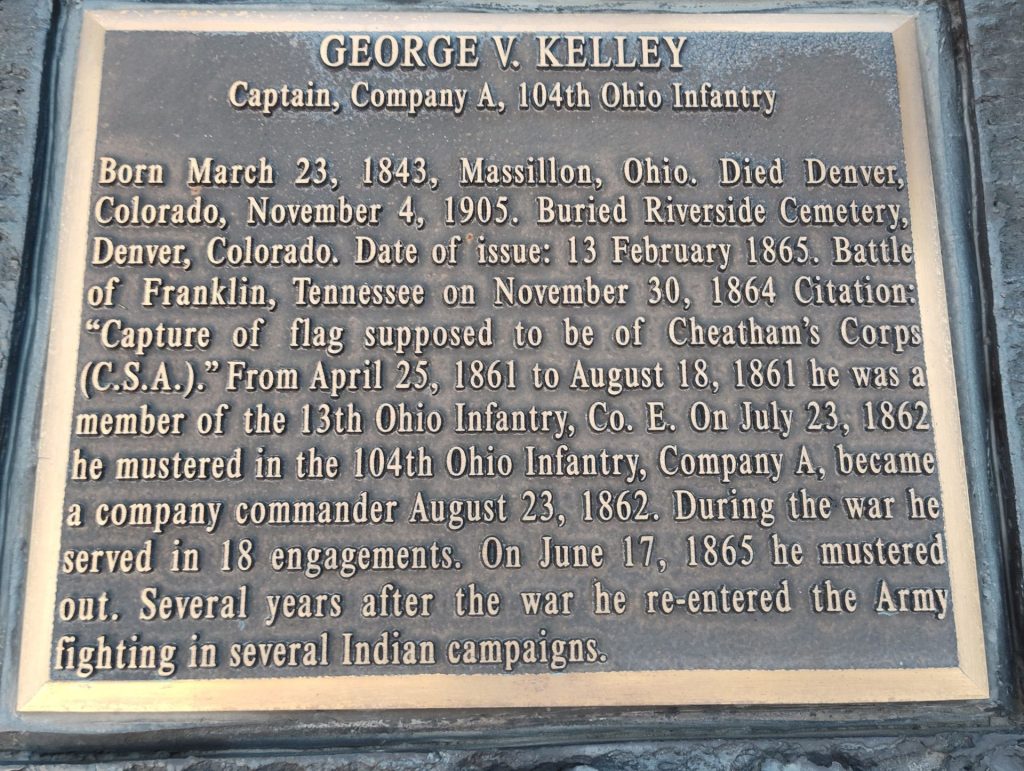 GEORGE V. KELLEY
Captain, Company A, 104th Ohio Infantry
Born March 23, 1843, Massillon, Ohio. Died Denver,
Colorado, November 4, 1905. Buried Riverside Cemetery,
Denver, Colorado. Date of issue: 13 February 1865. Battle
of Franklin, Tennessee on November 30, 1864 Citation:
“Capture of flag supposed to be of Cheatham’s Corps
(C.S.A.).” From April 25, 1861 to August 18, 1861 he was a
member of the 13th Ohio Infantry, Co. E. On July 23, 1862
he mustered in the 104th Ohio Infantry, Company A, became
a company commander August 23, 1862. During the war he
served in 18 engagements. On June 17, 1865 he mustered
out. Several years after the war he re-entered the Army
fighting in several Indian campaigns.